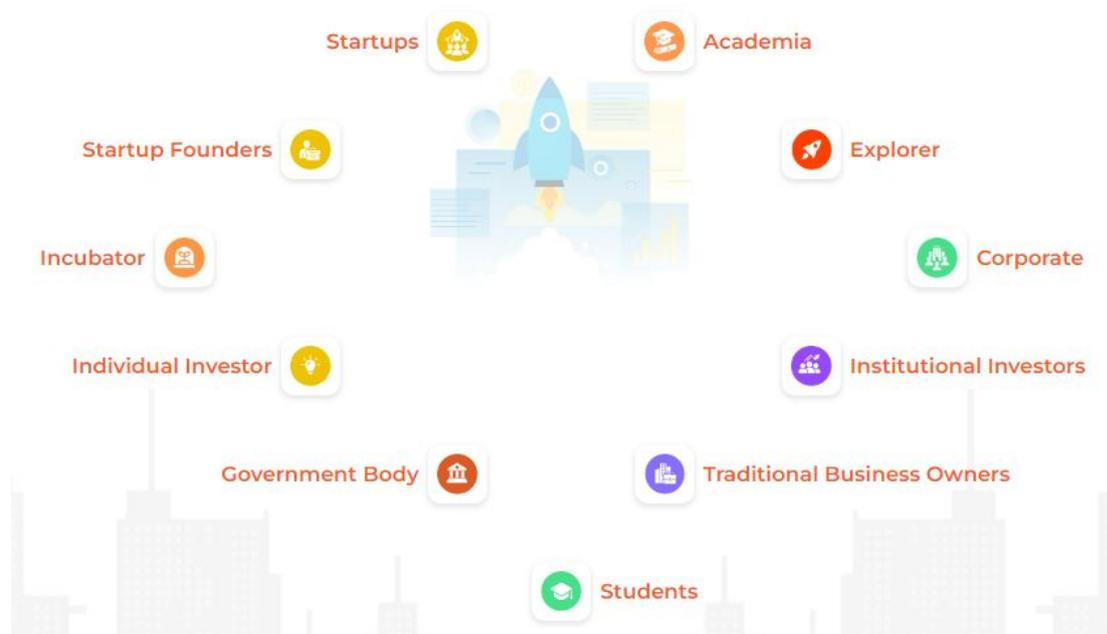 Startups
Academia
Startup Founders
Explorer
Incubator
Corporate
Individual Investor
Institutional Investors
Government Body
Traditional Business Owners
Students